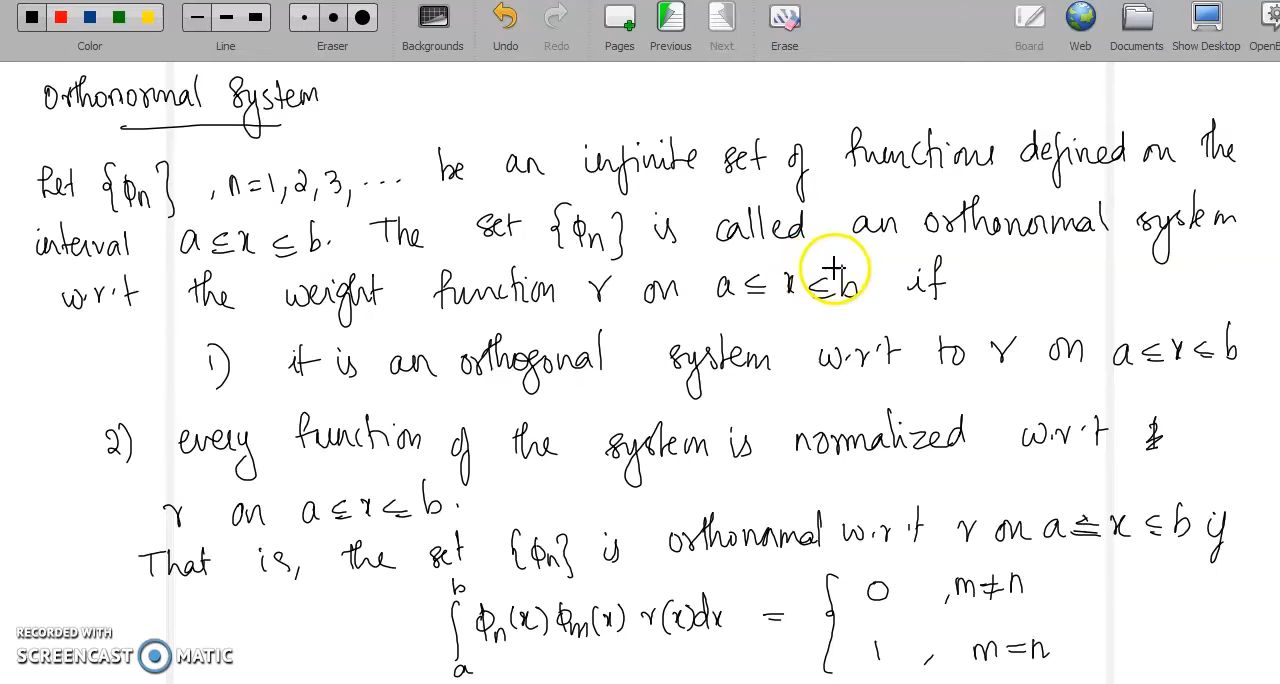 Color
Line
Eraser
Backgrounds
Undo
Redo
Pages
Previous
Next
Erase
Board
Web
Documents
Show Desktop
OpenB
Orthonormal System
Let {ϕn}, n=1,2,3,... be an infinite set of functions defined on the
interval a ≤ x ≤ b. The set {ϕn} is called an orthonormal system
w.r.t the weight function r on a ≤ x ≤ b if
1) it is an orthogonal system w.r.t to r on a ≤ x ≤ b
2) every function of the system is normalized w.r.t
r on a ≤ x ≤ b.
That is, the set {ϕn} is orthonormal w.r.t r on a ≤ x ≤ b if
∫_a^b ϕn(x) ϕm(x) r(x)dx = { 0 , m≠n
1 , m=n
RECORDED WITH
SCREENCAST MATIC